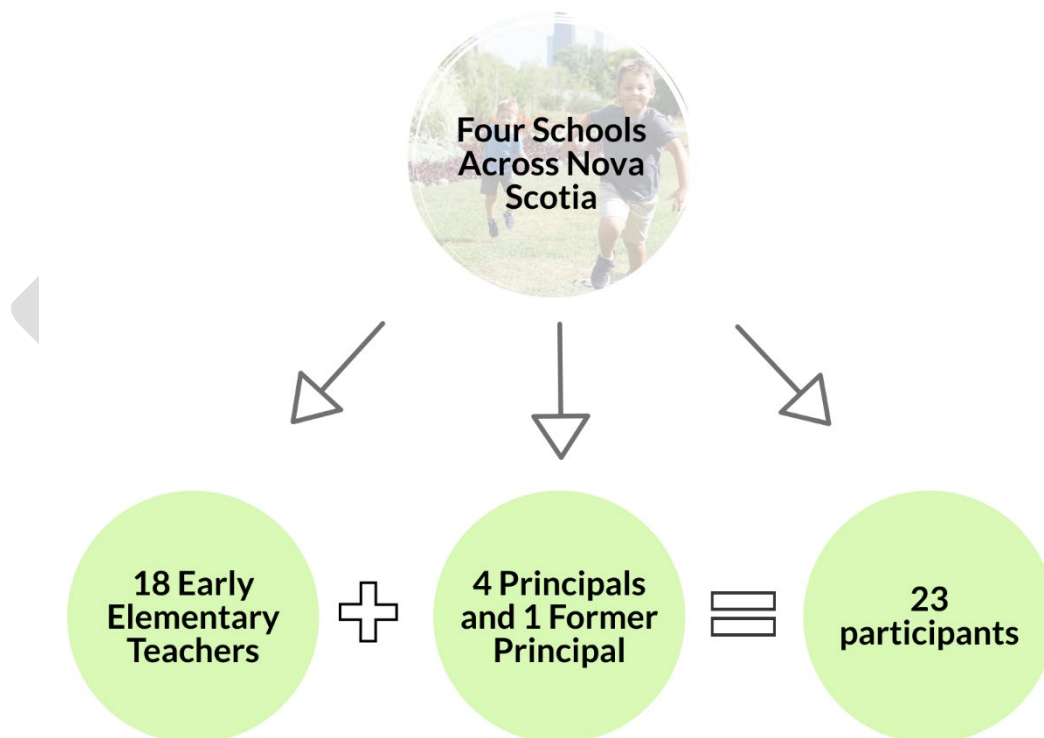 Four Schools
Across Nova
Scotia
18 Early
Elementary
Teachers
4 Principals
and 1 Former
Principal
23
participants